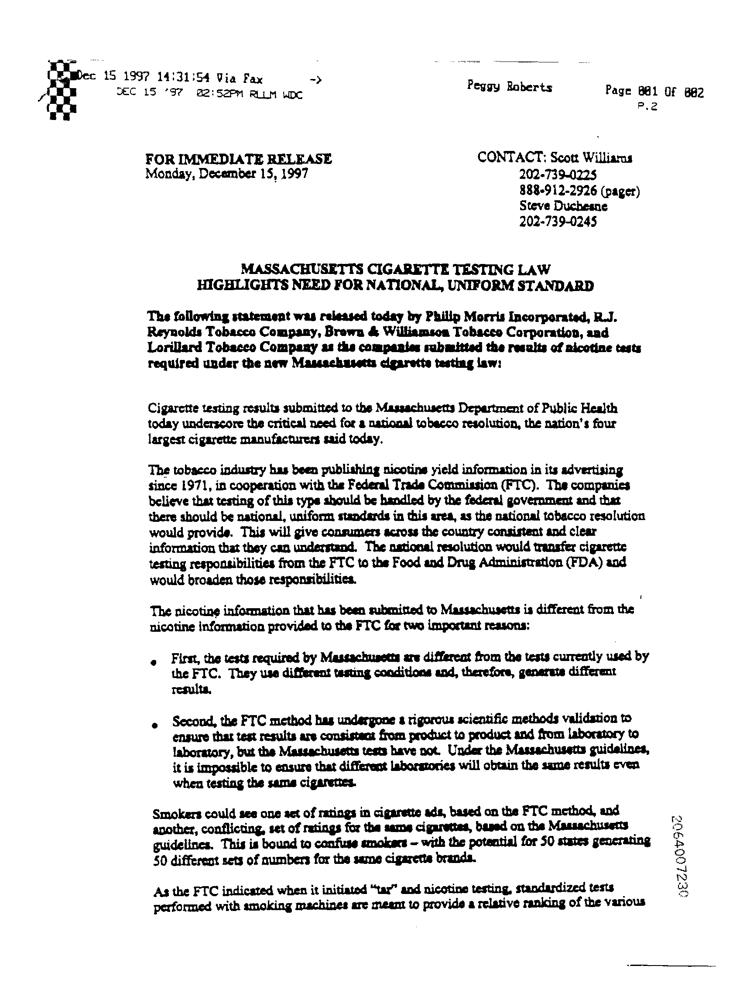 Dec 15 1997 14:31:54 Via Fax -> Peggy Roberts Page 001 Of 002
DEC 15 '97 02:52PM RLLM WDC P.2
FOR IMMEDIATE RELEASE
Monday, December 15, 1997
CONTACT: Scott Williams
202-739-0225
888-912-2926 (pager)
Steve Duchesne
202-739-0245
MASSACHUSETTS CIGARETTE TESTING LAW
HIGHLIGHTS NEED FOR NATIONAL, UNIFORM STANDARD
The following statement was released today by Philip Morris Incorporated, R.J.
Reynolds Tobacco Company, Brown & Williamson Tobacco Corporation, and
Lorillard Tobacco Company as the companies submitted the results of nicotine tests
required under the new Massachusetts cigarette testing law:
Cigarette testing results submitted to the Massachusetts Department of Public Health
today underscore the critical need for a national tobacco resolution, the nation's four
largest cigarette manufacturers said today.
The tobacco industry has been publishing nicotine yield information in its advertising
since 1971, in cooperation with the Federal Trade Commission (FTC). The companies
believe that testing of this type should be handled by the federal government and that
there should be national, uniform standards in this area, as the national tobacco resolution
would provide. This will give consumers across the country consistent and clear
information that they can understand. The national resolution would transfer cigarette
testing responsibilities from the FTC to the Food and Drug Administration (FDA) and
would broaden those responsibilities.
The nicotine information that has been submitted to Massachusetts is different from the
nicotine information provided to the FTC for two important reasons:
• First, the tests required by Massachusetts are different from the tests currently used by
the FTC. They use different testing conditions and, therefore, generate different
results.
• Second, the FTC method has undergone a rigorous scientific methods validation to
ensure that test results are consistent from product to product and from laboratory to
laboratory, but the Massachusetts tests have not. Under the Massachusetts guidelines,
it is impossible to ensure that different laboratories will obtain the same results even
when testing the same cigarettes.
Smokers could see one set of ratings in cigarette ads, based on the FTC method, and
another, conflicting, set of ratings for the same cigarettes, based on the Massachusetts
guidelines. This is bound to confuse smokers – with the potential for 50 states generating
50 different sets of numbers for the same cigarette brands.
As the FTC indicated when it initiated "tar" and nicotine testing, standardized tests
performed with smoking machines are meant to provide a relative ranking of the various
2064007230